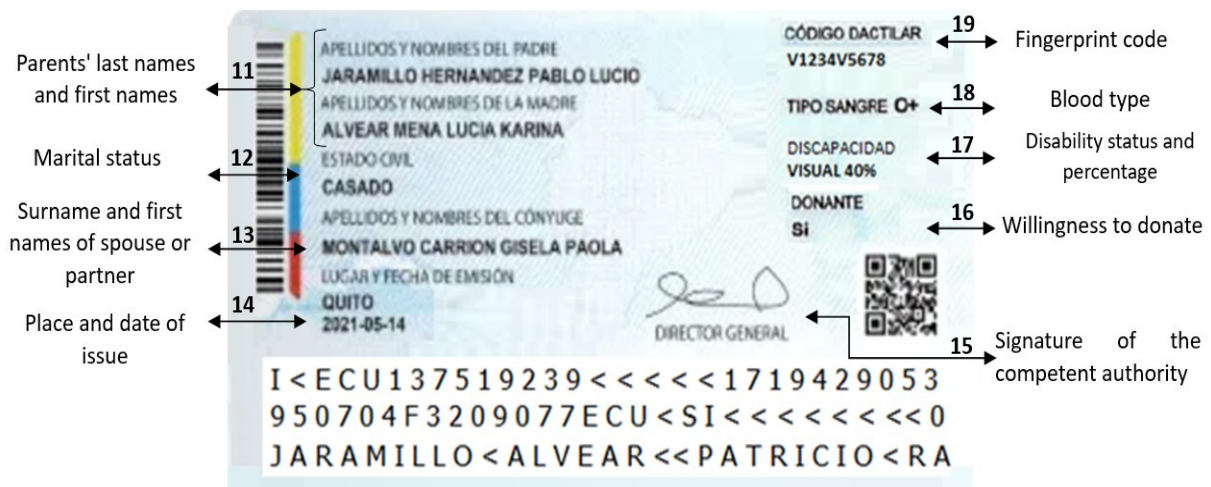 Parents' last names
and first names
11
Marital status
12
Surname and first
names of spouse or
partner
13
Place and date of
issue
14
APELLIDOS Y NOMBRES DEL PADRE
JARAMILLO HERNANDEZ PABLO LUCIO
APELLIDOS Y NOMBRES DE LA MADRE
ALVEAR MENA LUCIA KARINA
ESTADO CIVIL
CASADO
APELLIDOS Y NOMBRES DEL CÓNYUGE
MONTALVO CARRION GISELA PAOLA
LUGAR Y FECHA DE EMISIÓN
QUITO
2021-05-14
DIRECTOR GENERAL
CÓDIGO DACTILAR
V1234V5678
TIPO SANGRE O+
DISCAPACIDAD
VISUAL 40%
DONANTE
Si
19
Fingerprint code
18
Blood type
17
Disability status and
percentage
16
Willingness to donate
15
Signature of the
competent authority
I<ECU137519239<<<<<1719429053
950704F3209077ECU<SI<<<<<<<0
JARAMILLO<ALVEAR<<PATRICIO<RA